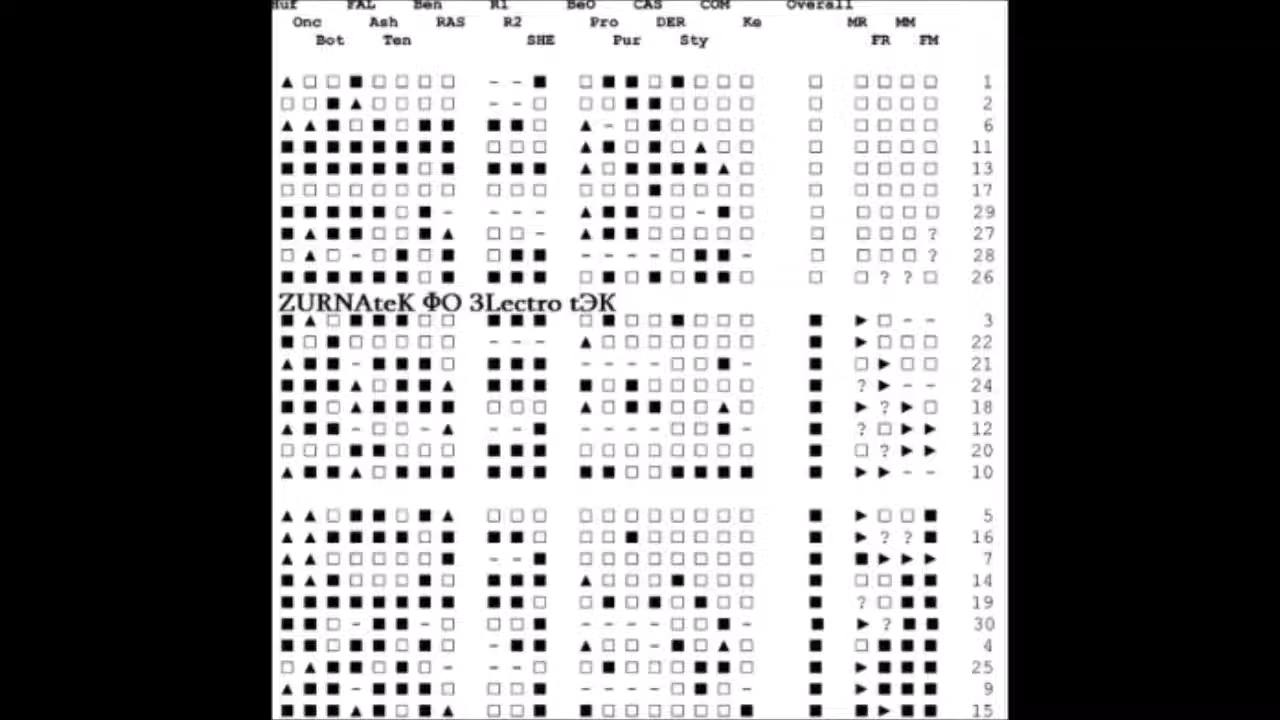 Huf FAL Ben R1 BeO CAS COM Overall
Onc Ash RAS R2 Pro DER Ke MR MM
Bot Ten SHE Pur Sty FR FM
▲ □ □ ■ □ □ □ □ - - ■ □ ■ ■ □ ■ □ □ □ □ □ □ □ □ 1
□ □ ■ ▲ □ □ □ □ - - □ □ □ ■ ■ □ □ □ □ □ □ □ □ □ 2
▲ ▲ ■ □ ■ □ ■ ■ ■ ■ □ ▲ - □ ■ □ □ □ □ □ □ □ □ □ 6
■ ■ ■ ■ ■ ■ ■ ■ □ □ □ ▲ ■ □ ■ □ ▲ □ □ □ □ □ □ □ 11
■ ■ ■ ■ ■ ■ □ ■ ■ ■ ■ ▲ □ ■ ■ ■ ■ ▲ □ □ □ □ □ □ 13
□ □ □ □ □ □ □ □ □ □ □ □ □ □ ■ □ □ □ □ □ □ □ □ □ 17
■ ■ ■ ■ ■ □ ■ - - - - ▲ ■ ■ □ □ - ■ □ □ □ □ □ □ 29
■ ▲ ■ ■ □ □ ■ ▲ □ □ - ▲ ■ ■ □ □ □ □ □ □ □ □ □ ? 27
□ ▲ □ - □ ■ □ ■ □ ■ ■ - - - - □ ■ ■ - □ □ □ □ ? 28
■ ■ ■ ■ ■ ■ □ ■ ■ ■ ■ □ ■ □ ■ □ ■ ■ □ □ □ ? ? □ 26
ZURNAteK ФО 3Lectro tЭK
■ ▲ □ ■ ■ ■ □ □ ■ ■ ■ □ ■ □ □ ■ □ □ □ ■ ► □ - - 3
■ □ ■ □ □ □ □ □ - - - ▲ □ □ □ □ □ □ □ ■ ► □ □ □ 22
▲ ■ ■ - ■ ■ ■ □ ■ ■ ■ - - - - □ □ ■ - ■ □ ► □ □ 21
■ ■ ■ ▲ □ ■ ■ ▲ ■ ■ ■ ■ □ ■ □ □ □ □ □ ■ ? ► - - 24
■ ■ □ ▲ ■ ■ ■ ■ □ □ □ ▲ □ ■ ■ □ □ ▲ □ ■ ► ? ► □ 18
▲ ■ ■ - □ □ - ▲ - - ■ - - - - □ □ ■ - ■ ? □ ► ► 12
□ □ □ ■ ■ □ □ □ ■ ■ ■ □ □ □ □ □ □ □ □ ■ □ ? ► ► 20
▲ ■ ■ ▲ □ ■ ■ ■ ■ ■ ■ ■ ■ □ □ ■ ■ ■ ■ ■ ► ► - - 10
▲ ▲ □ ■ ■ □ ■ ▲ □ □ □ □ □ □ □ □ □ □ □ ■ ► □ □ ■ 5
▲ ▲ ■ ■ ■ ■ □ ■ ■ ■ □ □ □ ■ □ □ □ □ □ ■ ► ? ? ■ 16
▲ ▲ □ □ □ □ □ ■ - - ■ □ □ □ □ □ □ □ □ ■ ■ ► ► ► 7
■ ▲ ■ □ □ □ ■ □ ■ ■ ■ ▲ □ □ □ ■ □ □ □ ■ □ □ ■ ■ 14
■ ■ ■ ■ ■ ■ ■ ■ ■ ■ □ □ ■ □ ■ □ ■ □ □ ■ ? □ ■ ■ 19
■ ■ □ - ■ ■ - □ □ □ ■ - - - - □ □ ■ - ■ ► ? ■ ■ 30
■ ■ □ ■ ■ □ ■ □ - ■ ■ ▲ □ □ - ■ □ ▲ □ ■ □ ■ ■ ■ 4
□ ▲ ■ ■ □ ■ □ - - - □ □ ■ □ □ □ ■ ■ □ ■ ► ■ ■ ■ 25
▲ ■ ■ - ■ ■ ■ □ □ □ ■ - - - - □ ■ □ - ■ ► ■ ■ ■ 9
■ ■ ■ ▲ ■ □ ■ ▲ □ □ ■ ■ □ □ □ □ □ □ ■ ■ ■ ► ■ ■ 15